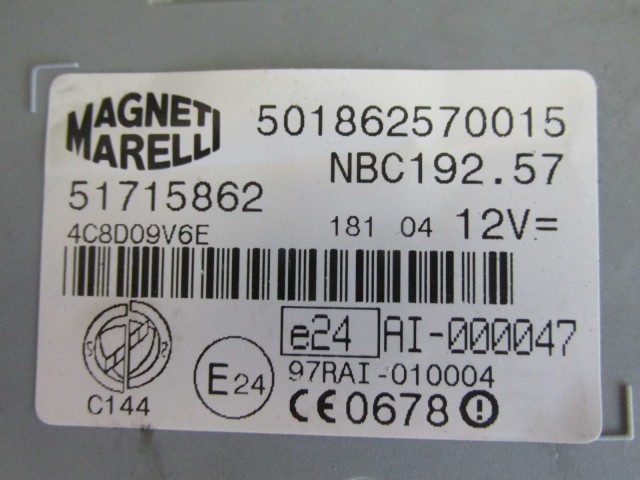 MAGNETI
MARELLI
501862570015
NBC192.57
51715862
4C8D09V6E
181 04 12V=
e24 AI-000047
E24
97RAI-010004
C144
CE0678